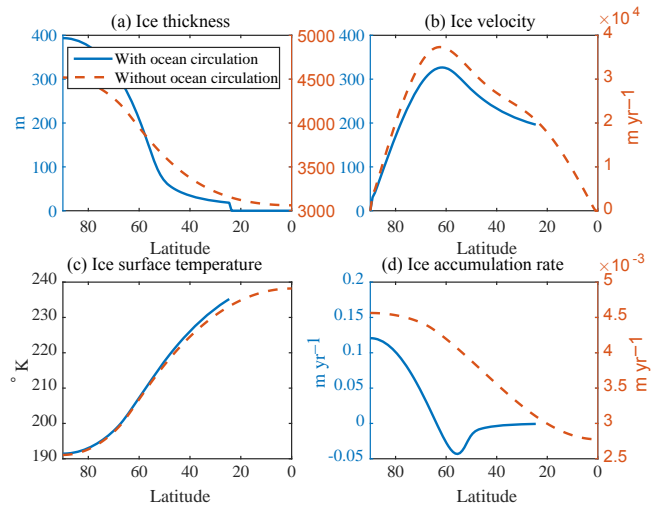 (a) Ice thickness
(b) Ice velocity
×10⁴
400
300
200
100
0
m
With ocean circulation
Without ocean circulation
5000
4500
4000
3500
3000
80 60 40 20 0
Latitude
400
300
200
100
0
m yr−1
4
3
2
1
0
m yr−1
80 60 40 20 0
Latitude
(c) Ice surface temperature
(d) Ice accumulation rate
×10⁻³
240
230
220
210
200
190
° K
80 60 40 20 0
Latitude
0.2
0.15
0.1
0.05
0
-0.05
m yr−1
5
4.5
4
3.5
3
2.5
m yr−1
80 60 40 20 0
Latitude